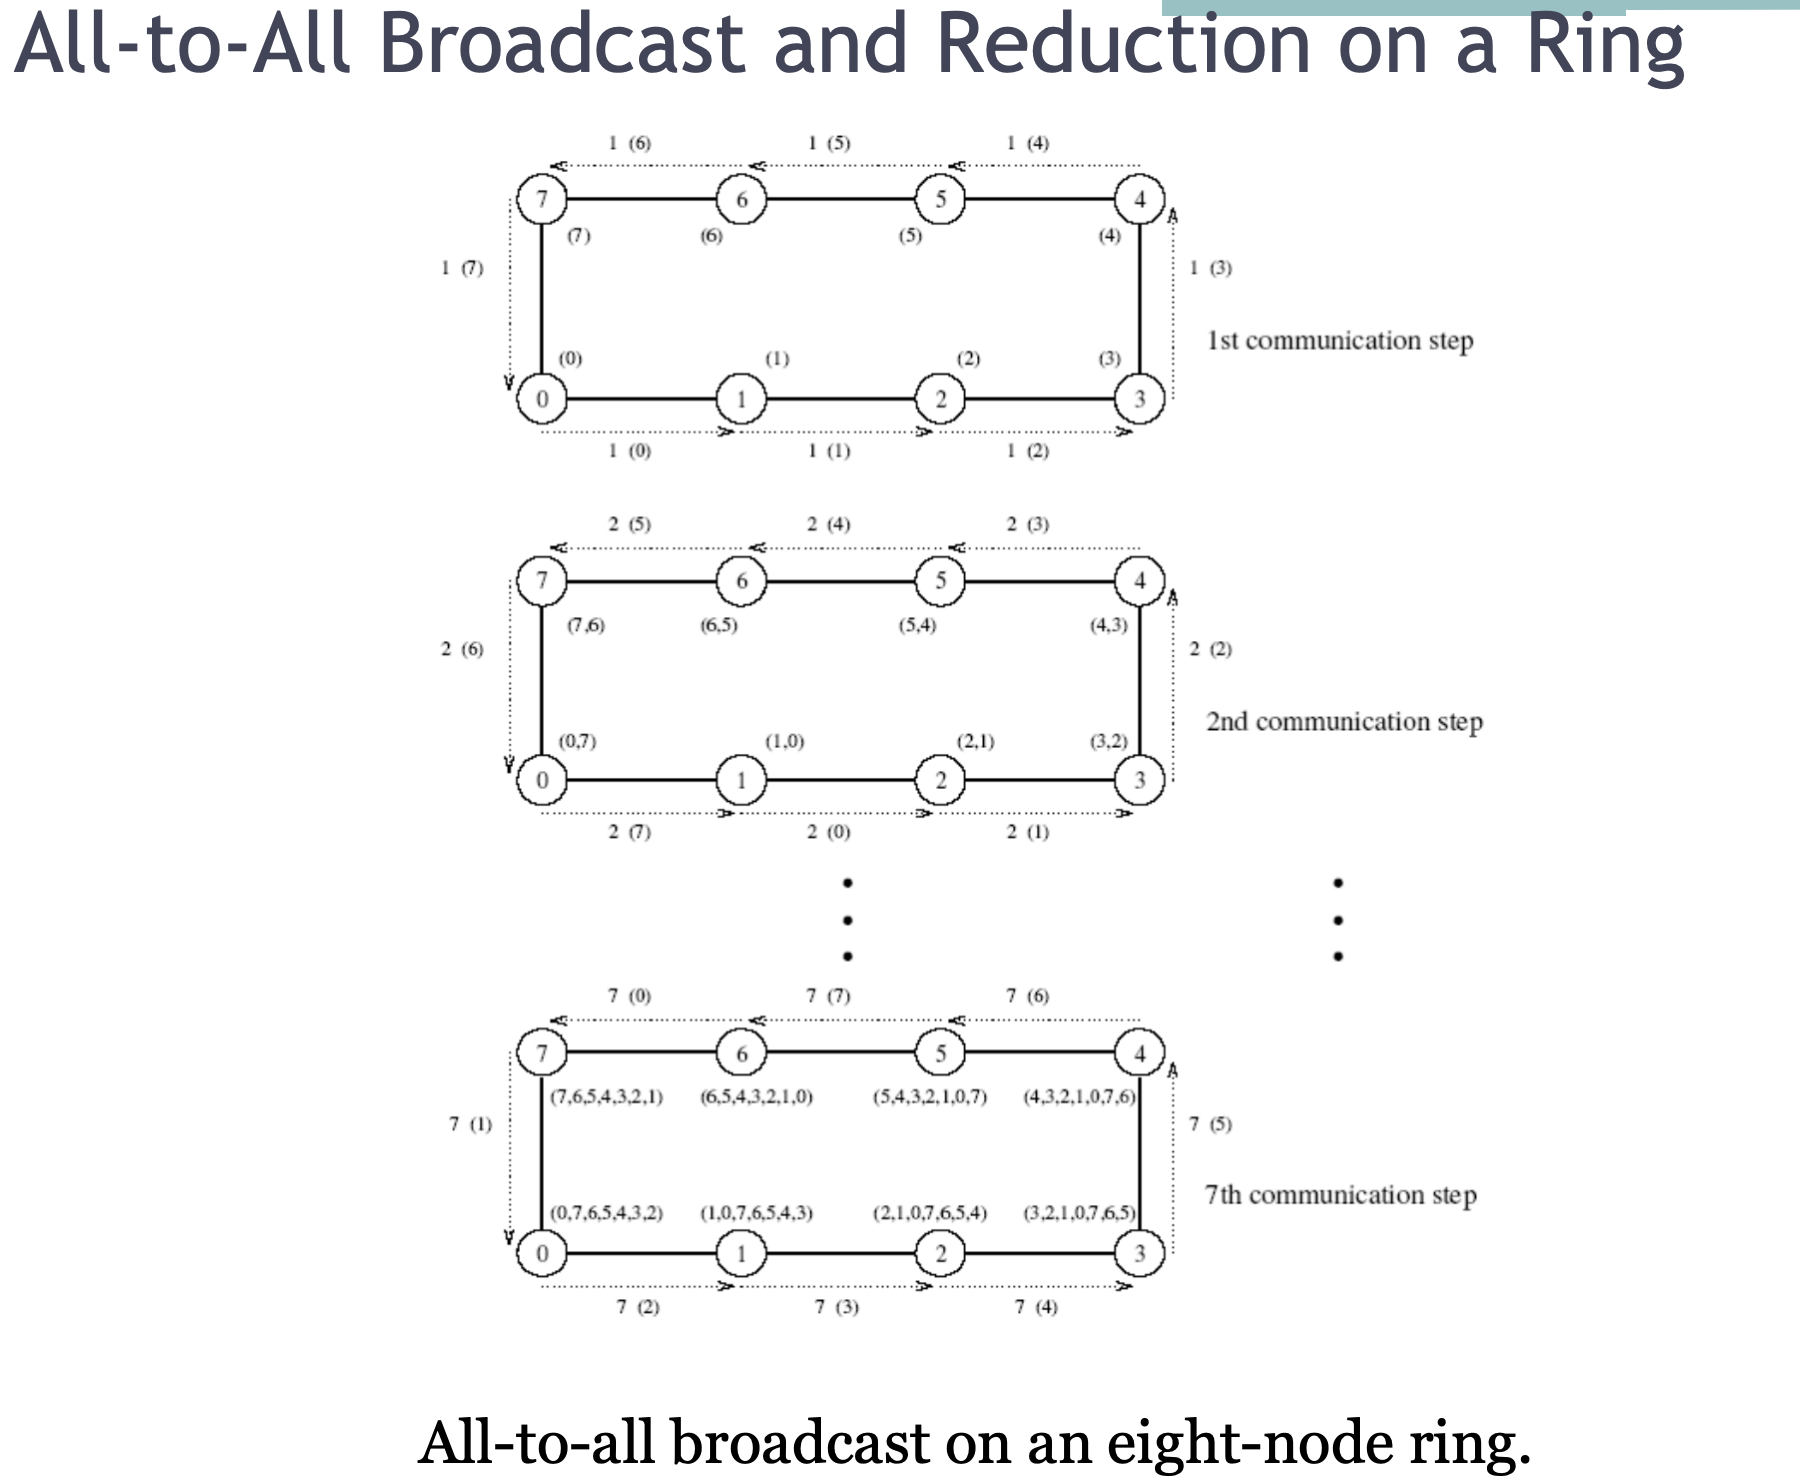 All-to-All Broadcast and Reduction on a Ring
1 (6) 1 (5) 1 (4)
7 6 5 4
(7) (6) (5) (4)
1 (7) 1 (3)
1st communication step
(0) (1) (2) (3)
0 1 2 3
1 (0) 1 (1) 1 (2)
2 (5) 2 (4) 2 (3)
7 6 5 4
(7,6) (6,5) (5,4) (4,3)
2 (6) 2 (2)
2nd communication step
(0,7) (1,0) (2,1) (3,2)
0 1 2 3
2 (7) 2 (0) 2 (1)
7 (0) 7 (7) 7 (6)
7 6 5 4
(7,6,5,4,3,2,1) (6,5,4,3,2,1,0) (5,4,3,2,1,0,7) (4,3,2,1,0,7,6)
7 (1) 7 (5)
7th communication step
(0,7,6,5,4,3,2) (1,0,7,6,5,4,3) (2,1,0,7,6,5,4) (3,2,1,0,7,6,5)
0 1 2 3
7 (2) 7 (3) 7 (4)
All-to-all broadcast on an eight-node ring.